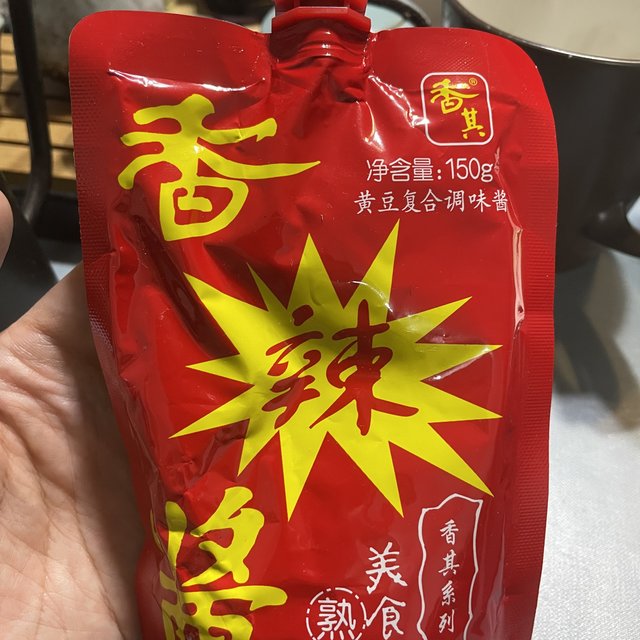 香其®
净含量:150g
黄豆复合调味酱
香
辣
酱
香其系列
美食
熟